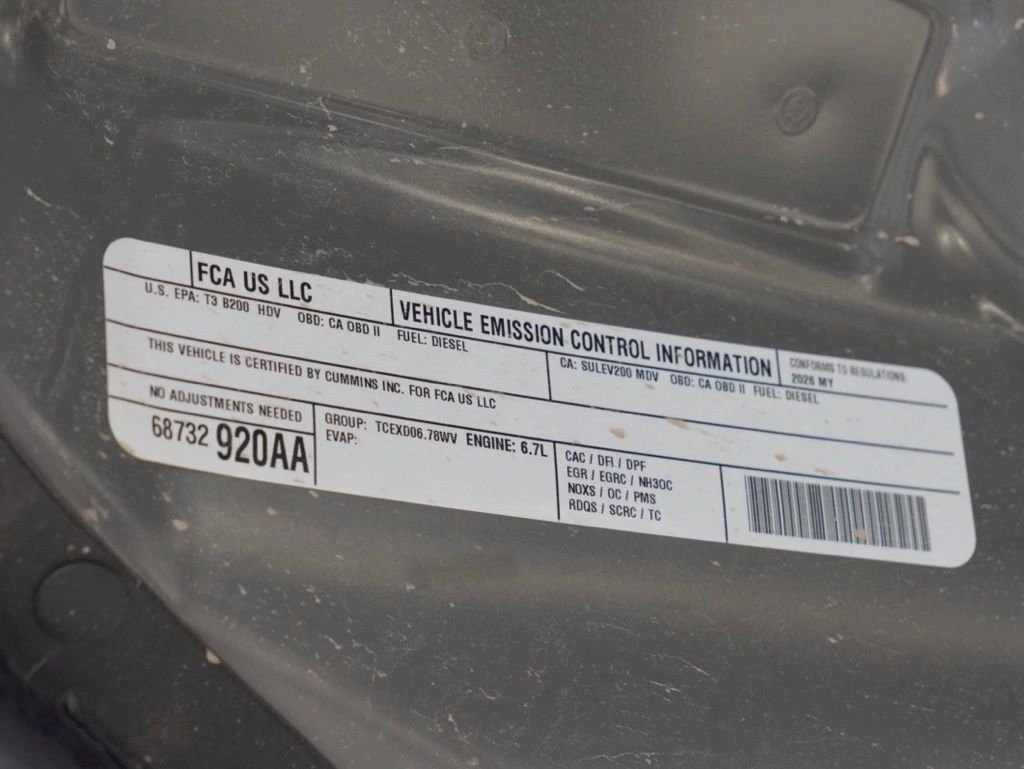 FCA US LLC
VEHICLE EMISSION CONTROL INFORMATION
CONFORMS TO REGULATIONS:
2026 MY
U.S. EPA: T3 B200 HDV OBD: CA OBD II FUEL: DIESEL
CA: SULEV200 MDV OBD: CA OBD II FUEL: DIESEL
THIS VEHICLE IS CERTIFIED BY CUMMINS INC. FOR FCA US LLC
NO ADJUSTMENTS NEEDED
68732 920AA
GROUP: TCEXD06.78WV ENGINE: 6.7L
EVAP:
CAC / DFI / DPF
EGR / EGRC / NH3OC
NOXS / OC / PMS
RDQS / SCRC / TC